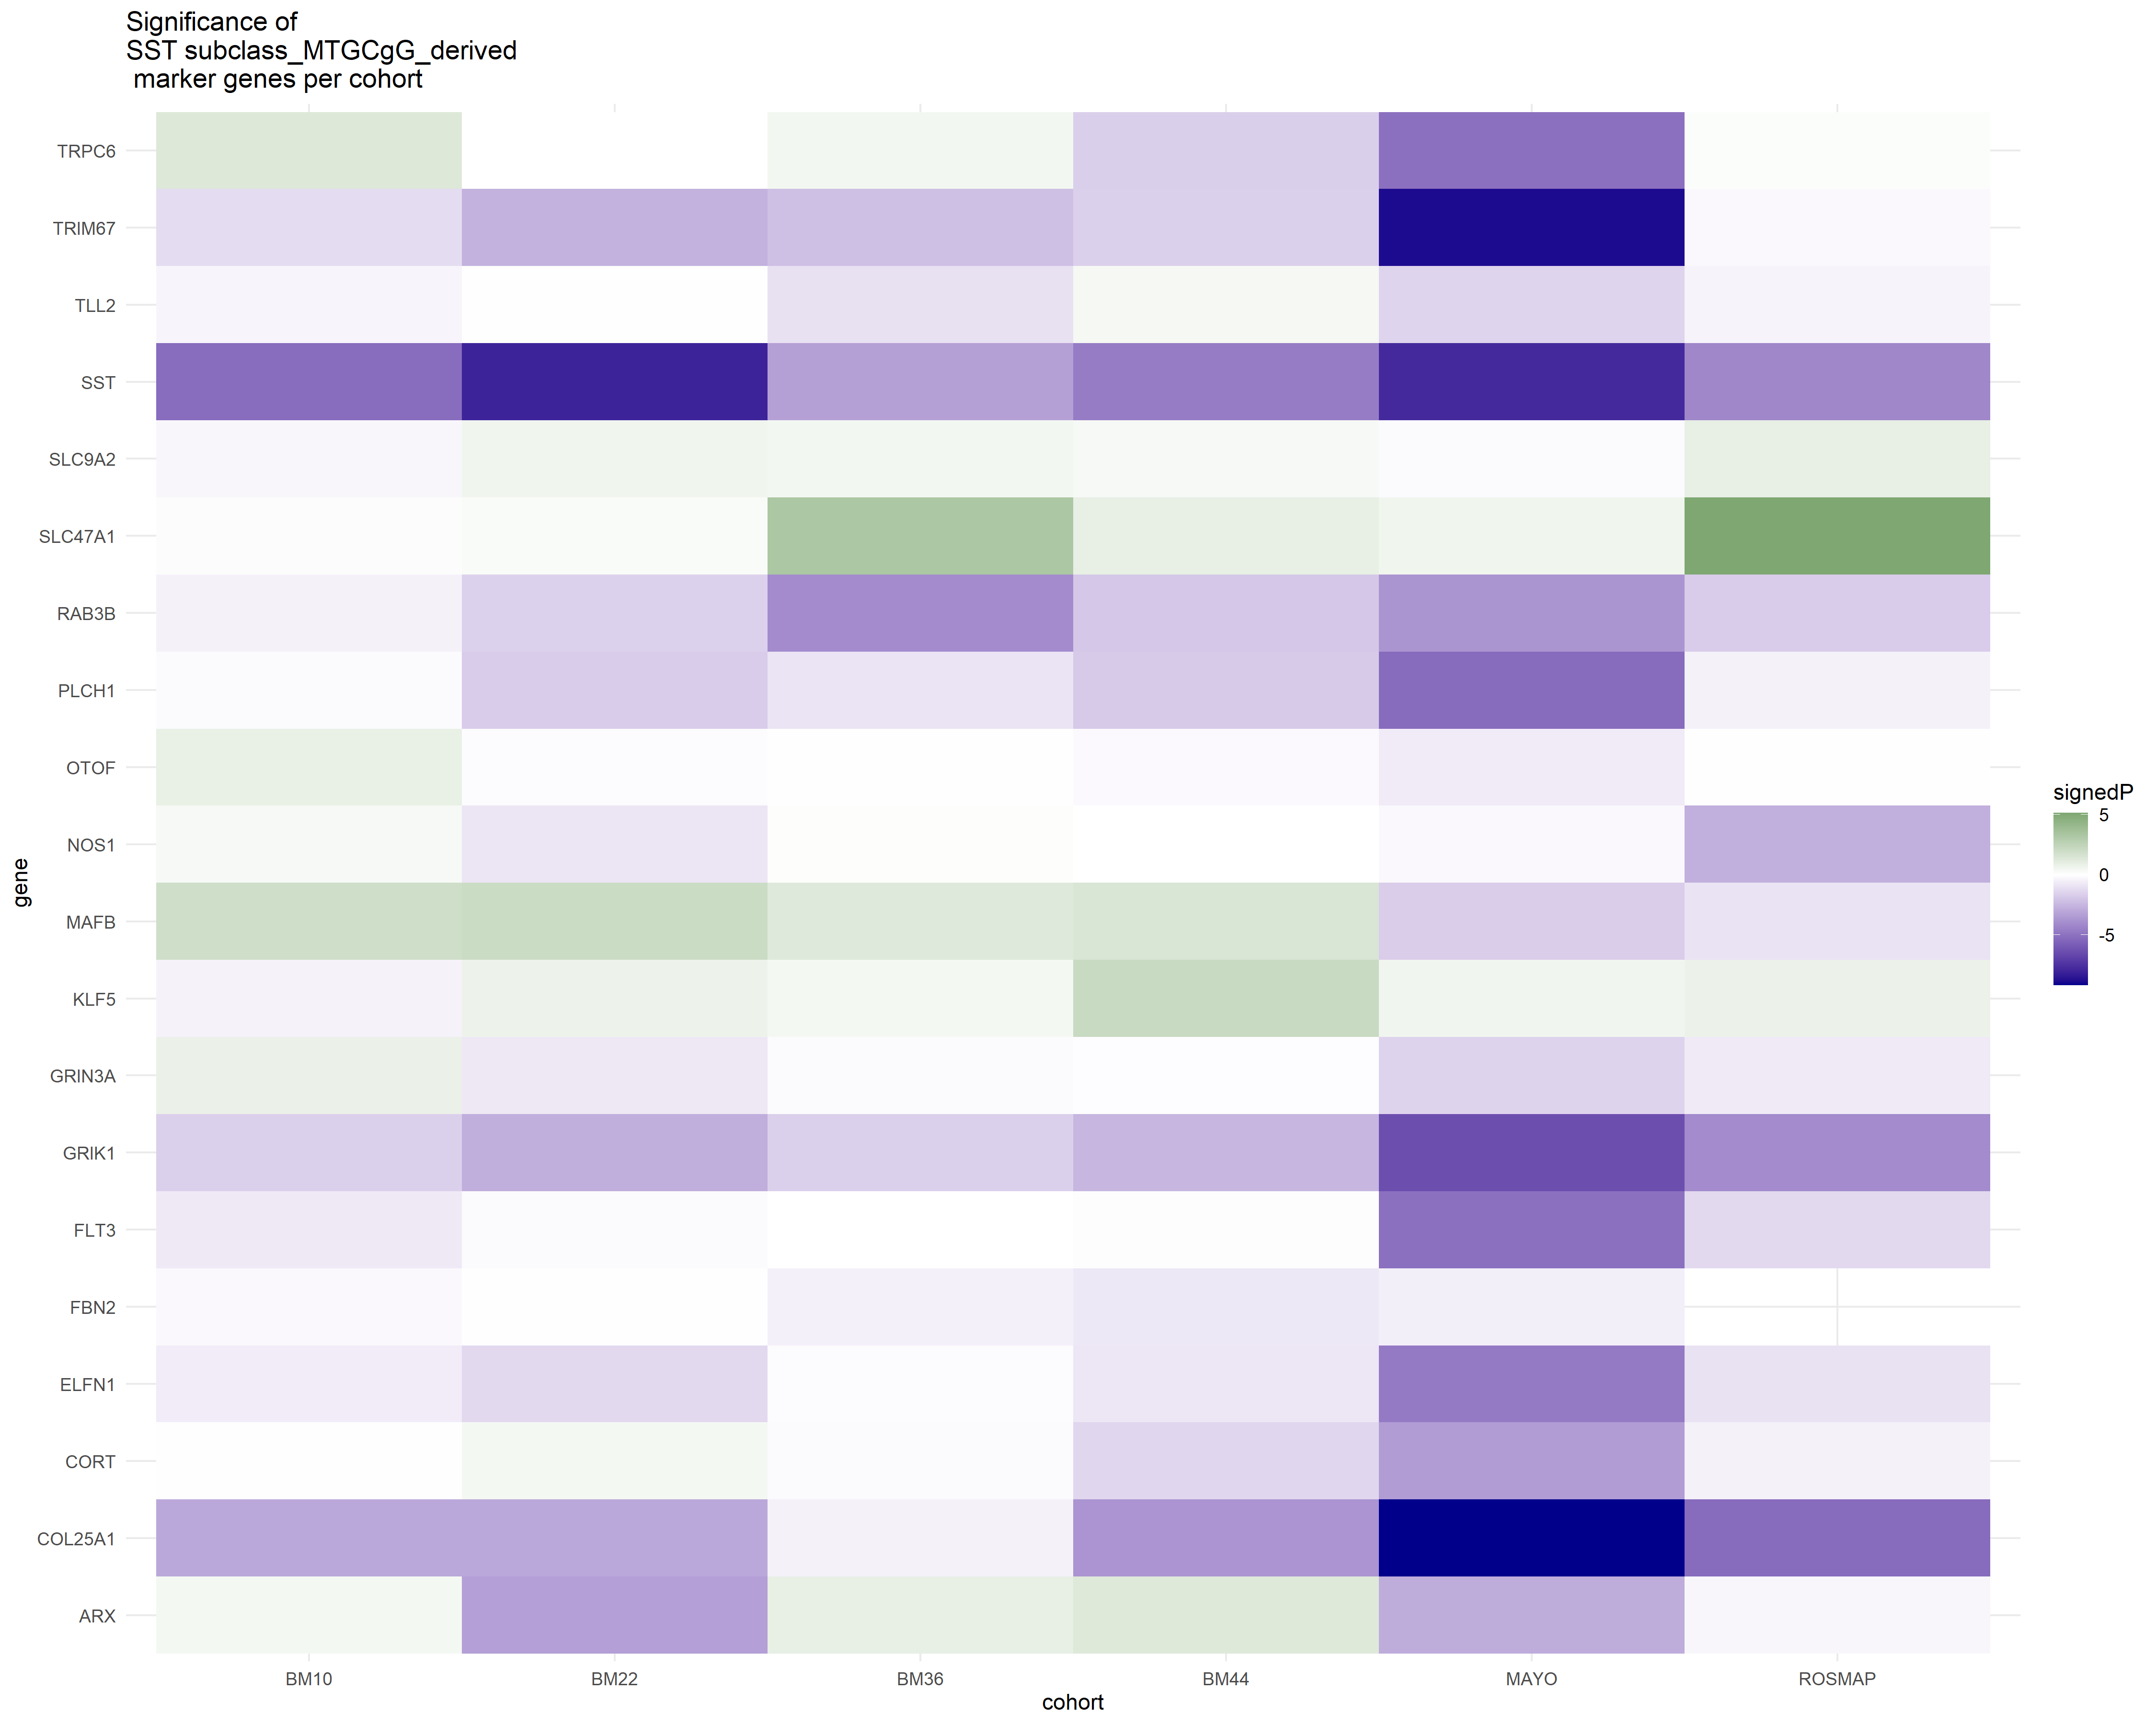 Significance of
SST subclass_MTGCgG_derived
marker genes per cohort
TRPC6
TRIM67
TLL2
SST
SLC9A2
SLC47A1
RAB3B
PLCH1
OTOF
NOS1
MAFB
KLF5
GRIN3A
GRIK1
FLT3
FBN2
ELFN1
CORT
COL25A1
ARX
gene
BM10 BM22 BM36 BM44 MAYO ROSMAP
cohort
signedP
5
0
-5